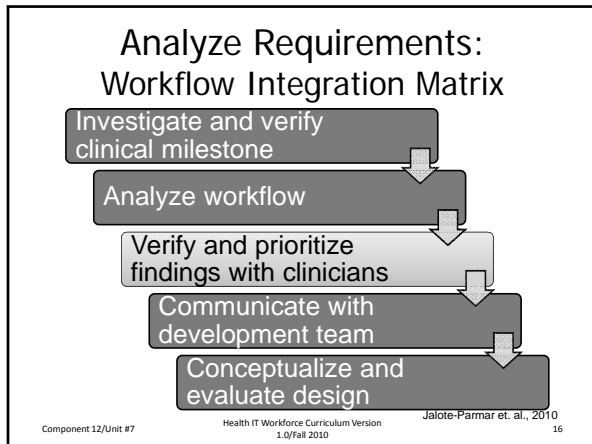 Analyze Requirements:
Workflow Integration Matrix
Investigate and verify
clinical milestone
Analyze workflow
Verify and prioritize
findings with clinicians
Communicate with
development team
Conceptualize and
evaluate design
Jalote-Parmar et. al., 2010
Component 12/Unit #7
Health IT Workforce Curriculum Version
1.0/Fall 2010
16